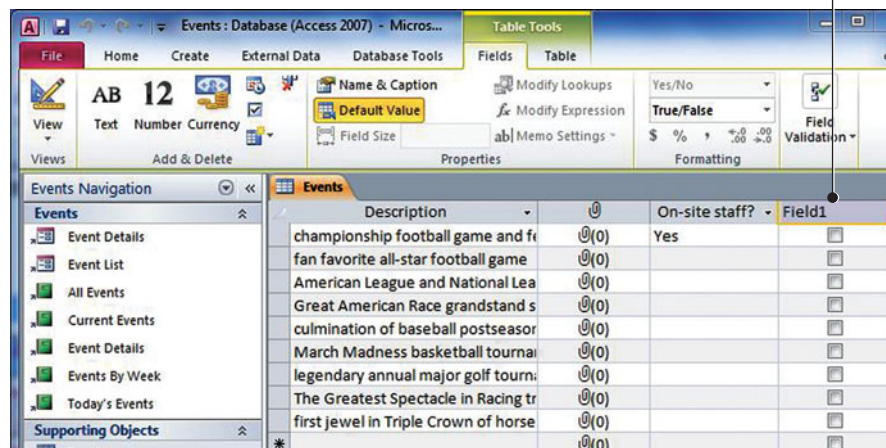 A Events : Database (Access 2007) - Micros... Table Tools
File Home Create External Data Database Tools Fields Table
View
AB Text
12 Number
Currency
Views
Add & Delete
Name & Caption
Default Value
Field Size
Modify Lookups
fx Modify Expression
ab Memo Settings
Properties
Yes/No
True/False
$ % , .00 .00
Formatting
Field
Validation
Events Navigation «
Events
Event Details
Event List
All Events
Current Events
Event Details
Events By Week
Today's Events
Supporting Objects
Events
Description On-site staff? Field1
championship football game and (0) Yes
fan favorite all-star football game (0)
American League and National Lea (0)
Great American Race grandstand s (0)
culmination of baseball postseasor (0)
March Madness basketball (0)
legendary annual major golf (0)
The Greatest Spectacle in Racing tr (0)
first jewel in Triple Crown of horse (0)
* (0)